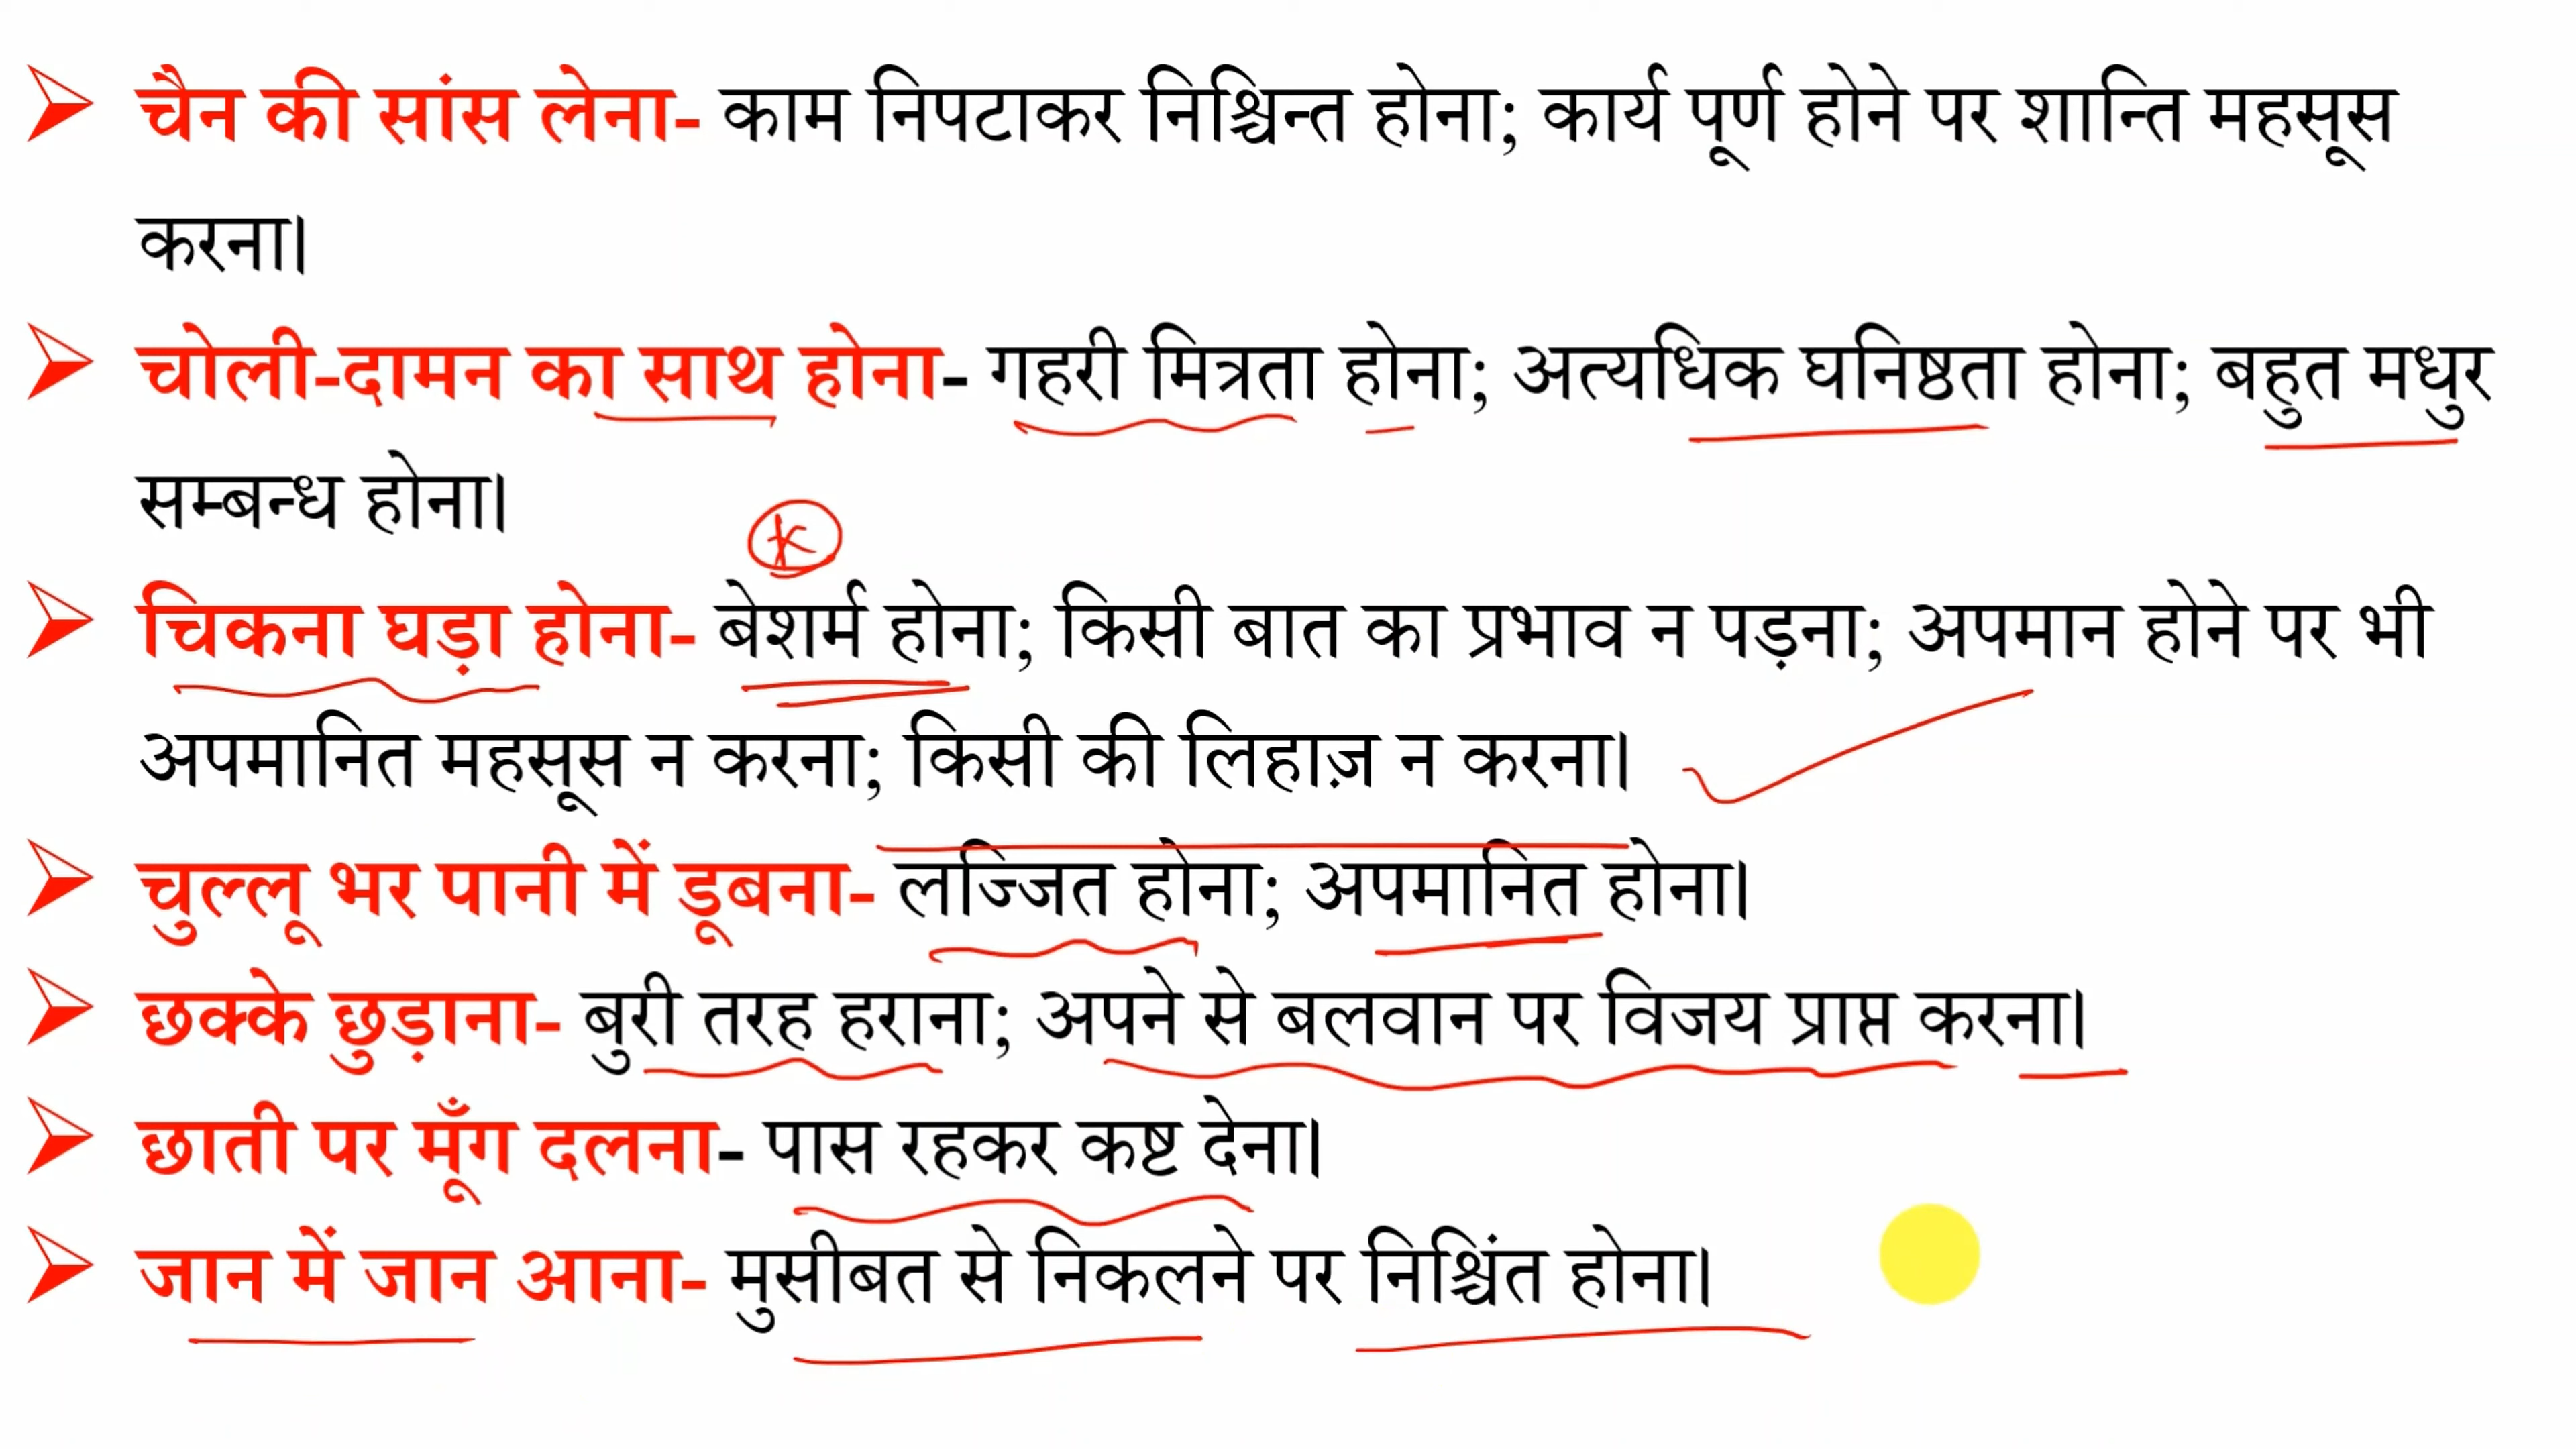 चैन की सांस लेना- काम निपटाकर निश्चिन्त होना; कार्य पूर्ण होने पर शान्ति महसूस
करना।
चोली-दामन का साथ होना- गहरी मित्रता होना; अत्यधिक घनिष्ठता होना; बहुत मधुर
सम्बन्ध होना।
चिकना घड़ा होना- बेशर्म होना; किसी बात का प्रभाव न पड़ना; अपमान होने पर भी
अपमानित महसूस न करना; किसी की लिहाज़ न करना।
चुल्लू भर पानी में डूबना- लज्जित होना; अपमानित होना।
छक्के छुड़ाना- बुरी तरह हराना; अपने से बलवान पर विजय प्राप्त करना।
छाती पर मूँग दलना- पास रहकर कष्ट देना।
जान में जान आना- मुसीबत से निकलने पर निश्चिंत होना।